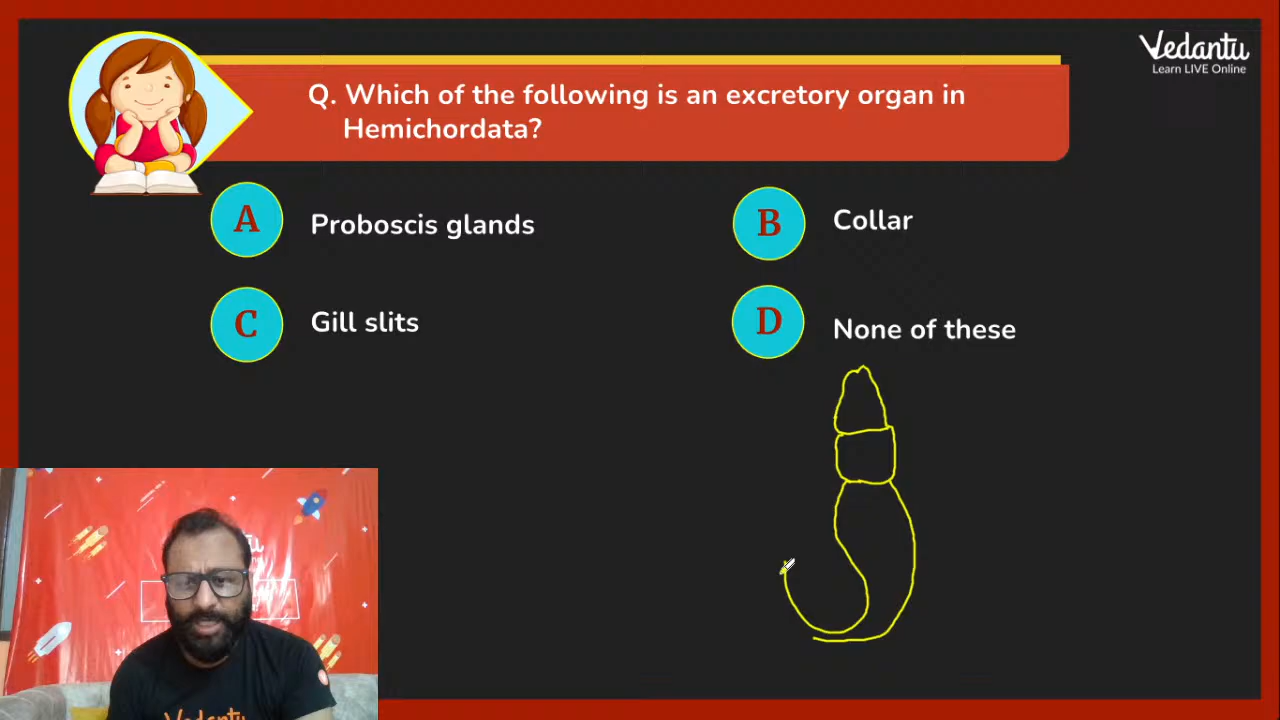 Vedantu
Learn LIVE Online
Q. Which of the following is an excretory organ in
Hemichordata?
A Proboscis glands
B Collar
C Gill slits
D None of these
Vedantu